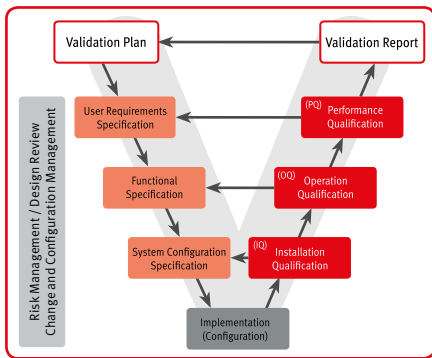 Validation Plan
Validation Report
User Requirements
Specification
(PQ) Performance
Qualification
Functional
Specification
(OQ) Operation
Qualification
System Configuration
Specification
(IQ) Installation
Qualification
Implementation
(Configuration)
Risk Management / Design Review
Change and Configuration Management